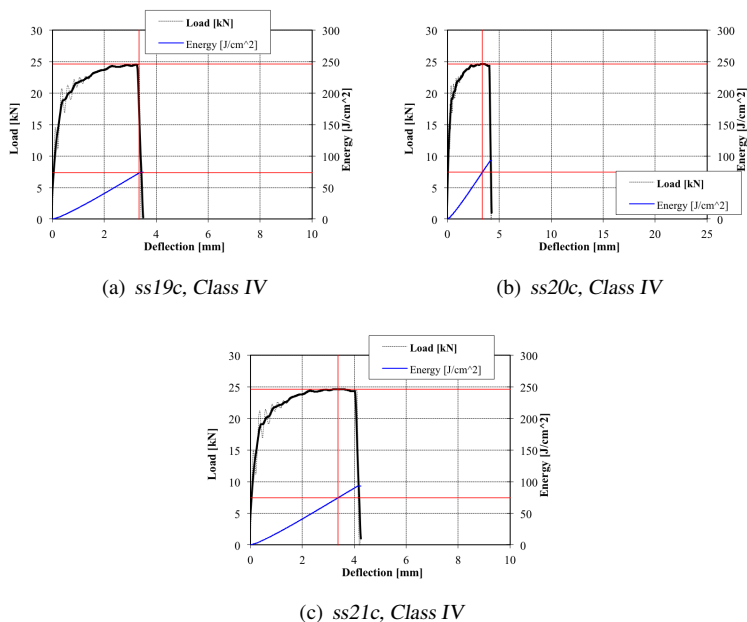 Load [kN]
Energy [J/cm^2]
30
25
20
15
10
5
0
Load [kN]
300
250
200
150
100
50
0
Energy [J/cm^2]
0 2 4 6 8 10
Deflection [mm]
(a) ss19c, Class IV
30
25
20
15
10
5
0
Load [kN]
300
250
200
150
100
50
0
Energy [J/cm^2]
Load [kN]
Energy [J/cm^2]
0 5 10 15 20 25
Deflection [mm]
(b) ss20c, Class IV
Load [kN]
Energy [J/cm^2]
30
25
20
15
10
5
0
Load [kN]
300
250
200
150
100
50
0
Energy [J/cm^2]
0 2 4 6 8 10
Deflection [mm]
(c) ss21c, Class IV